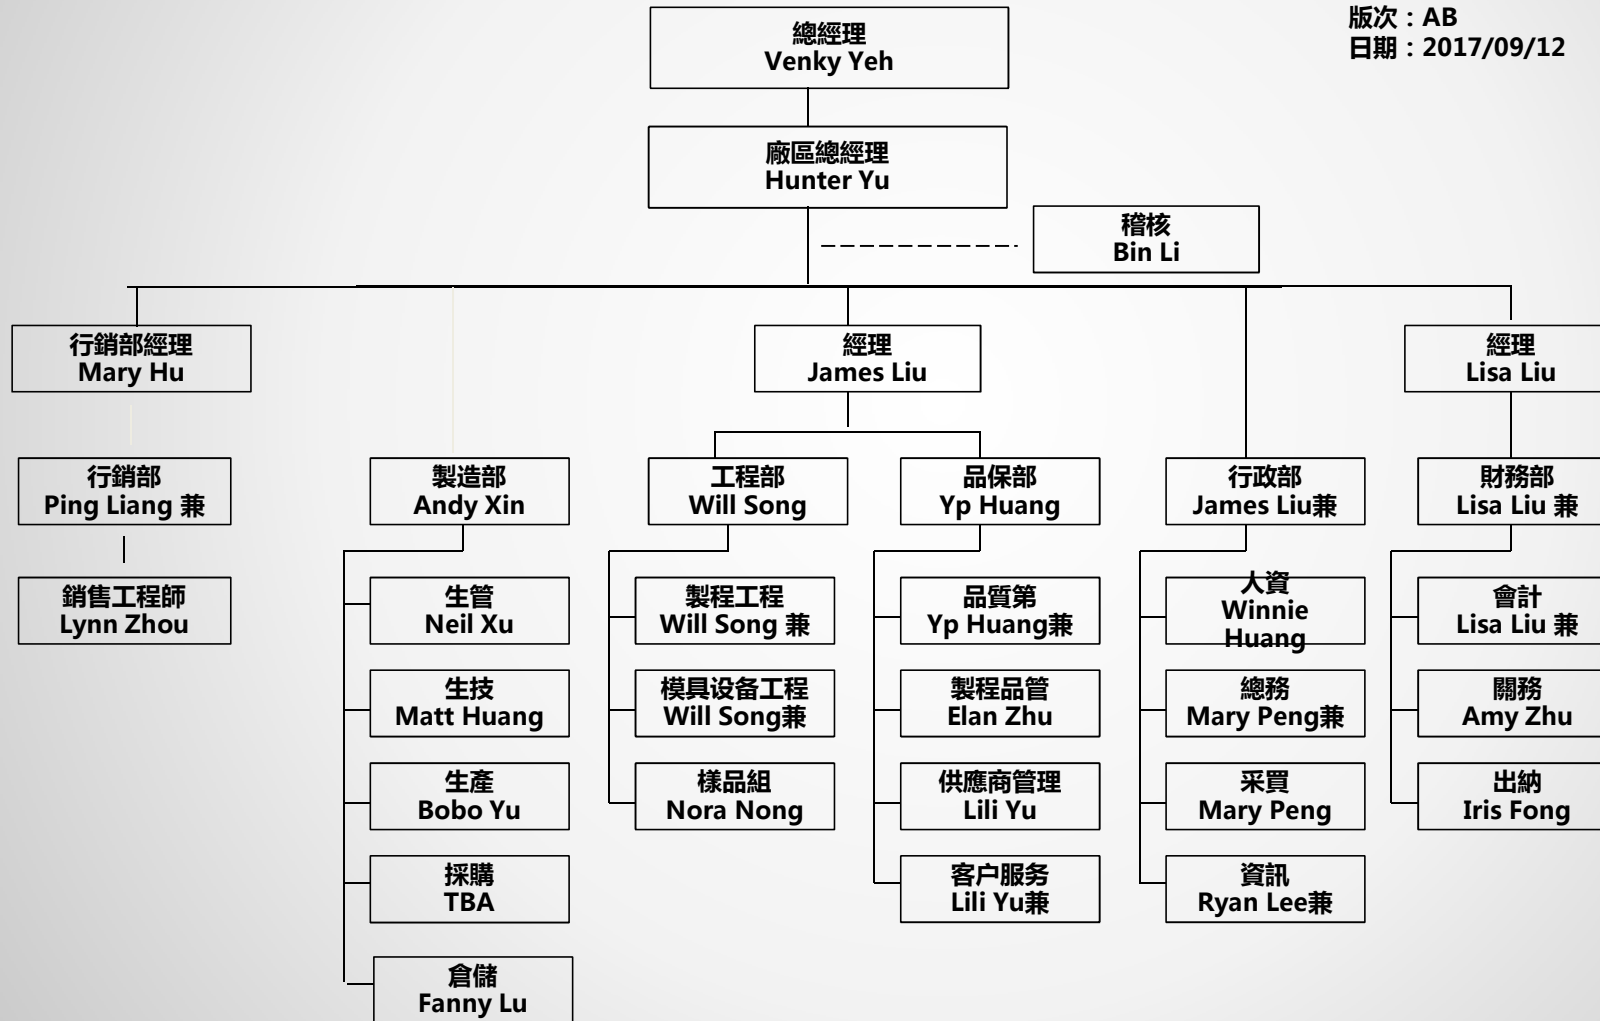 版次：AB
日期：2017/09/12
總經理
Venky Yeh
廠區總經理
Hunter Yu
稽核
Bin Li
行銷部經理
Mary Hu
經理
James Liu
經理
Lisa Liu
行銷部
Ping Liang 兼
製造部
Andy Xin
工程部
Will Song
品保部
Yp Huang
行政部
James Liu兼
財務部
Lisa Liu 兼
銷售工程師
Lynn Zhou
生管
Neil Xu
製程工程
Will Song 兼
品質第
Yp Huang兼
人資
Winnie
Huang
會計
Lisa Liu 兼
生技
Matt Huang
模具设备工程
Will Song兼
製程品管
Elan Zhu
總務
Mary Peng兼
關務
Amy Zhu
生產
Bobo Yu
樣品組
Nora Nong
供應商管理
Lili Yu
采買
Mary Peng
出納
Iris Fong
採購
TBA
客户服务
Lili Yu兼
資訊
Ryan Lee兼
倉儲
Fanny Lu